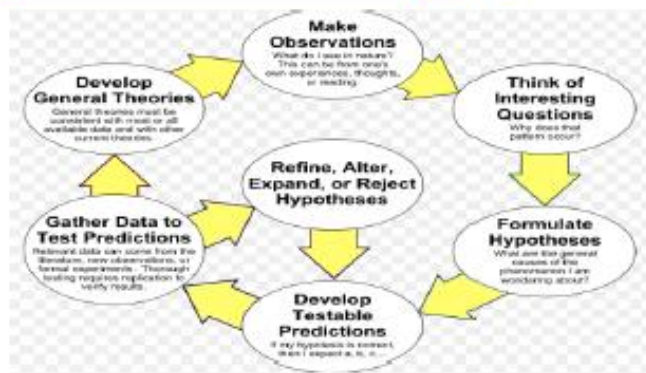 Make
Observations
What do I see in nature?
This can be from one's
own experiences, thoughts,
or reading.
Think of
Interesting
Questions
Why does that
pattern occur?
Formulate
Hypotheses
What are the general
causes of the
phenomenon I am
wondering about?
Develop
Testable
Predictions
If my hypothesis is correct,
then I expect a, b, c...
Gather Data to
Test Predictions
Relevant data can come from the
literature, new observations, or
formal experiments. Thorough
testing requires replication to
verify results.
Refine, Alter,
Expand, or Reject
Hypotheses
Develop
General Theories
General theories must be
consistent with most or all
available data and with other
current theories.